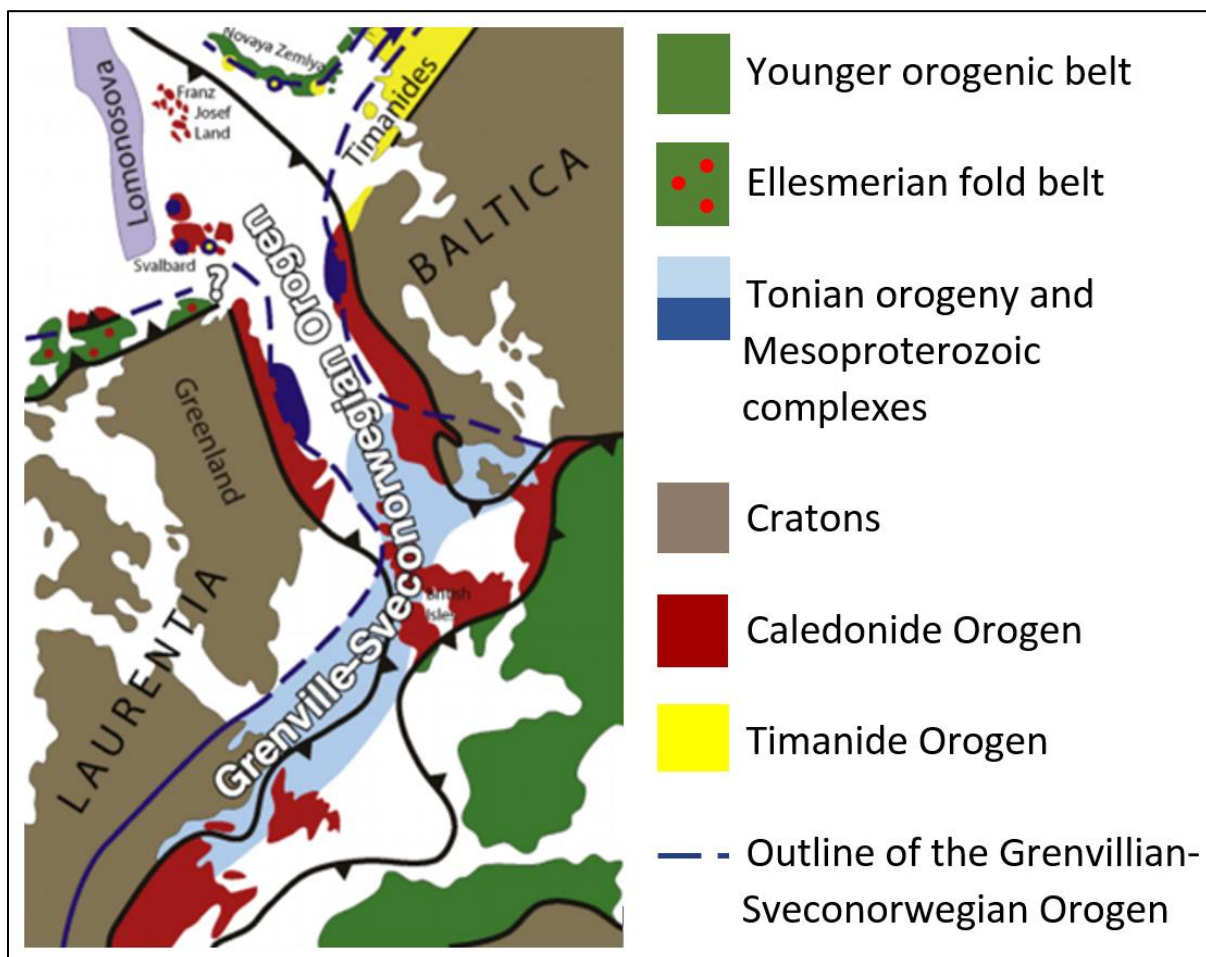 Novaya Zemlya
Lomonosova
Franz
Josef
Land
Timanides
BALTICA
Svalbard
?
Greenland
Grenville-Sveconorwegian Orogen
British
Isles
LAURENTIA
Younger orogenic belt
Ellesmerian fold belt
Tonian orogeny and
Mesoproterozoic
complexes
Cratons
Caledonide Orogen
Timanide Orogen
Outline of the Grenvillian-
Sveconorwegian Orogen